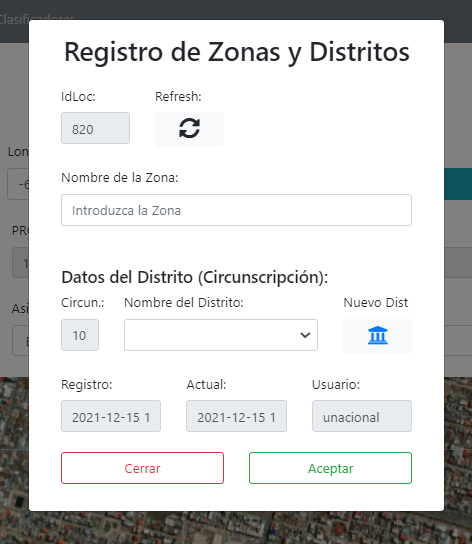 Clasificadores
Registro de Zonas y Distritos
IdLoc:
Refresh:
820
Lon
-6
Nombre de la Zona:
Introduzca la Zona
PR
1
Datos del Distrito (Circunscripción):
Circun.:
Nombre del Distrito:
Nuevo Dist
Asi
10
Registro:
Actual:
Usuario:
2021-12-15 1
2021-12-15 1
unacional
Cerrar
Aceptar